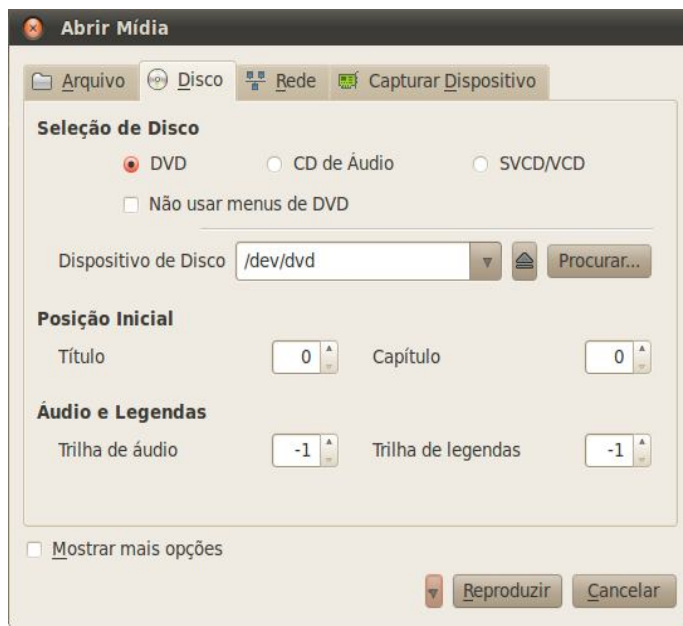 Abrir Mídia
Arquivo Disco Rede Capturar Dispositivo
Seleção de Disco
DVD CD de Áudio SVCD/VCD
Não usar menus de DVD
Dispositivo de Disco /dev/dvd Procurar...
Posição Inicial
Título 0 Capítulo 0
Áudio e Legendas
Trilha de áudio -1 Trilha de legendas -1
Mostrar mais opções
Reproduzir Cancelar